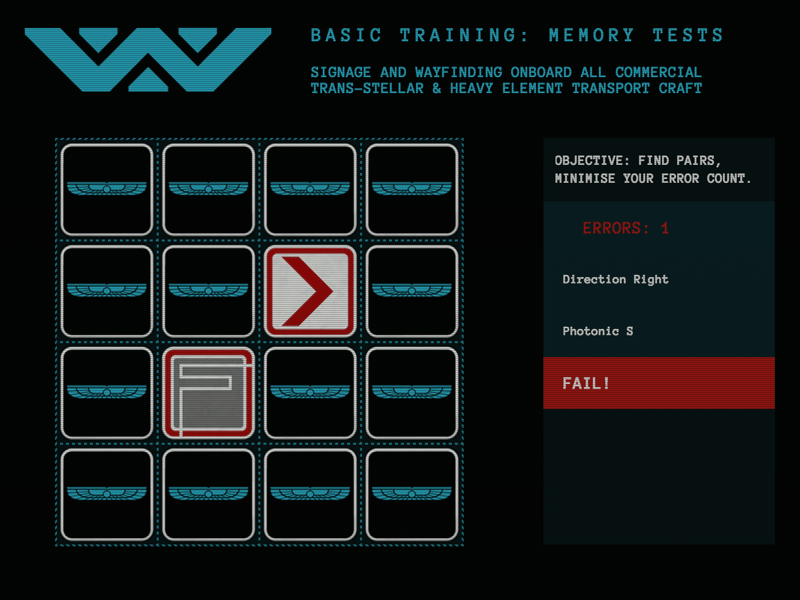 BASIC TRAINING: MEMORY TESTS
SIGNAGE AND WAYFINDING ONBOARD ALL COMMERCIAL
TRANS-STELLAR & HEAVY ELEMENT TRANSPORT CRAFT
OBJECTIVE: FIND PAIRS,
MINIMISE YOUR ERROR COUNT.
ERRORS: 1
Direction Right
Photonic S
FAIL!